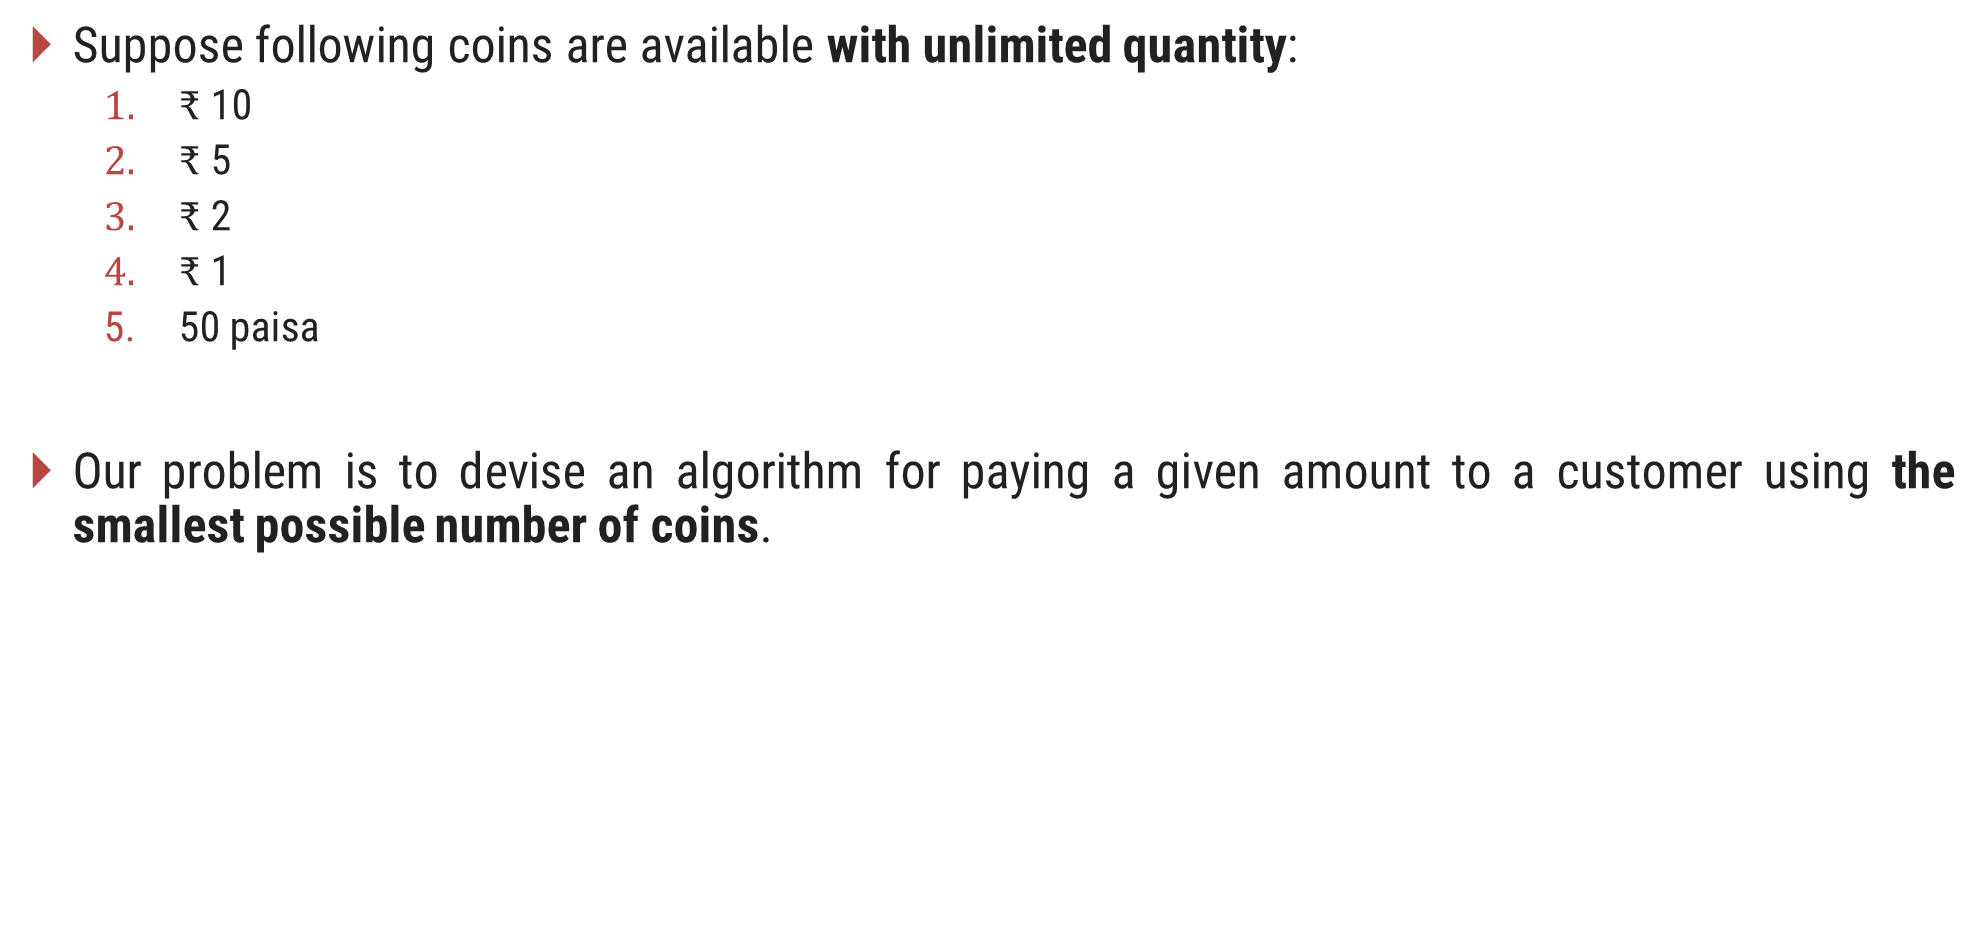 Suppose following coins are available with unlimited quantity:
1. ₹ 10
2. ₹ 5
3. ₹ 2
4. ₹ 1
5. 50 paisa
Our problem is to devise an algorithm for paying a given amount to a customer using the
smallest possible number of coins.